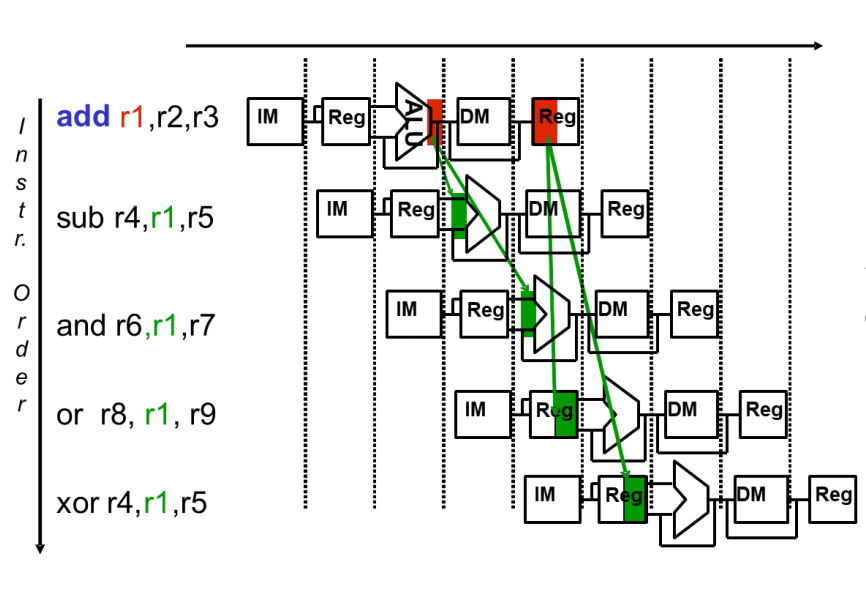 Instr. Order
add r1,r2,r3
IM Reg ALU DM Reg
sub r4,r1,r5
IM Reg DM Reg
and r6,r1,r7
IM Reg DM Reg
or r8, r1, r9
IM Reg DM Reg
xor r4,r1,r5
IM Reg DM Reg